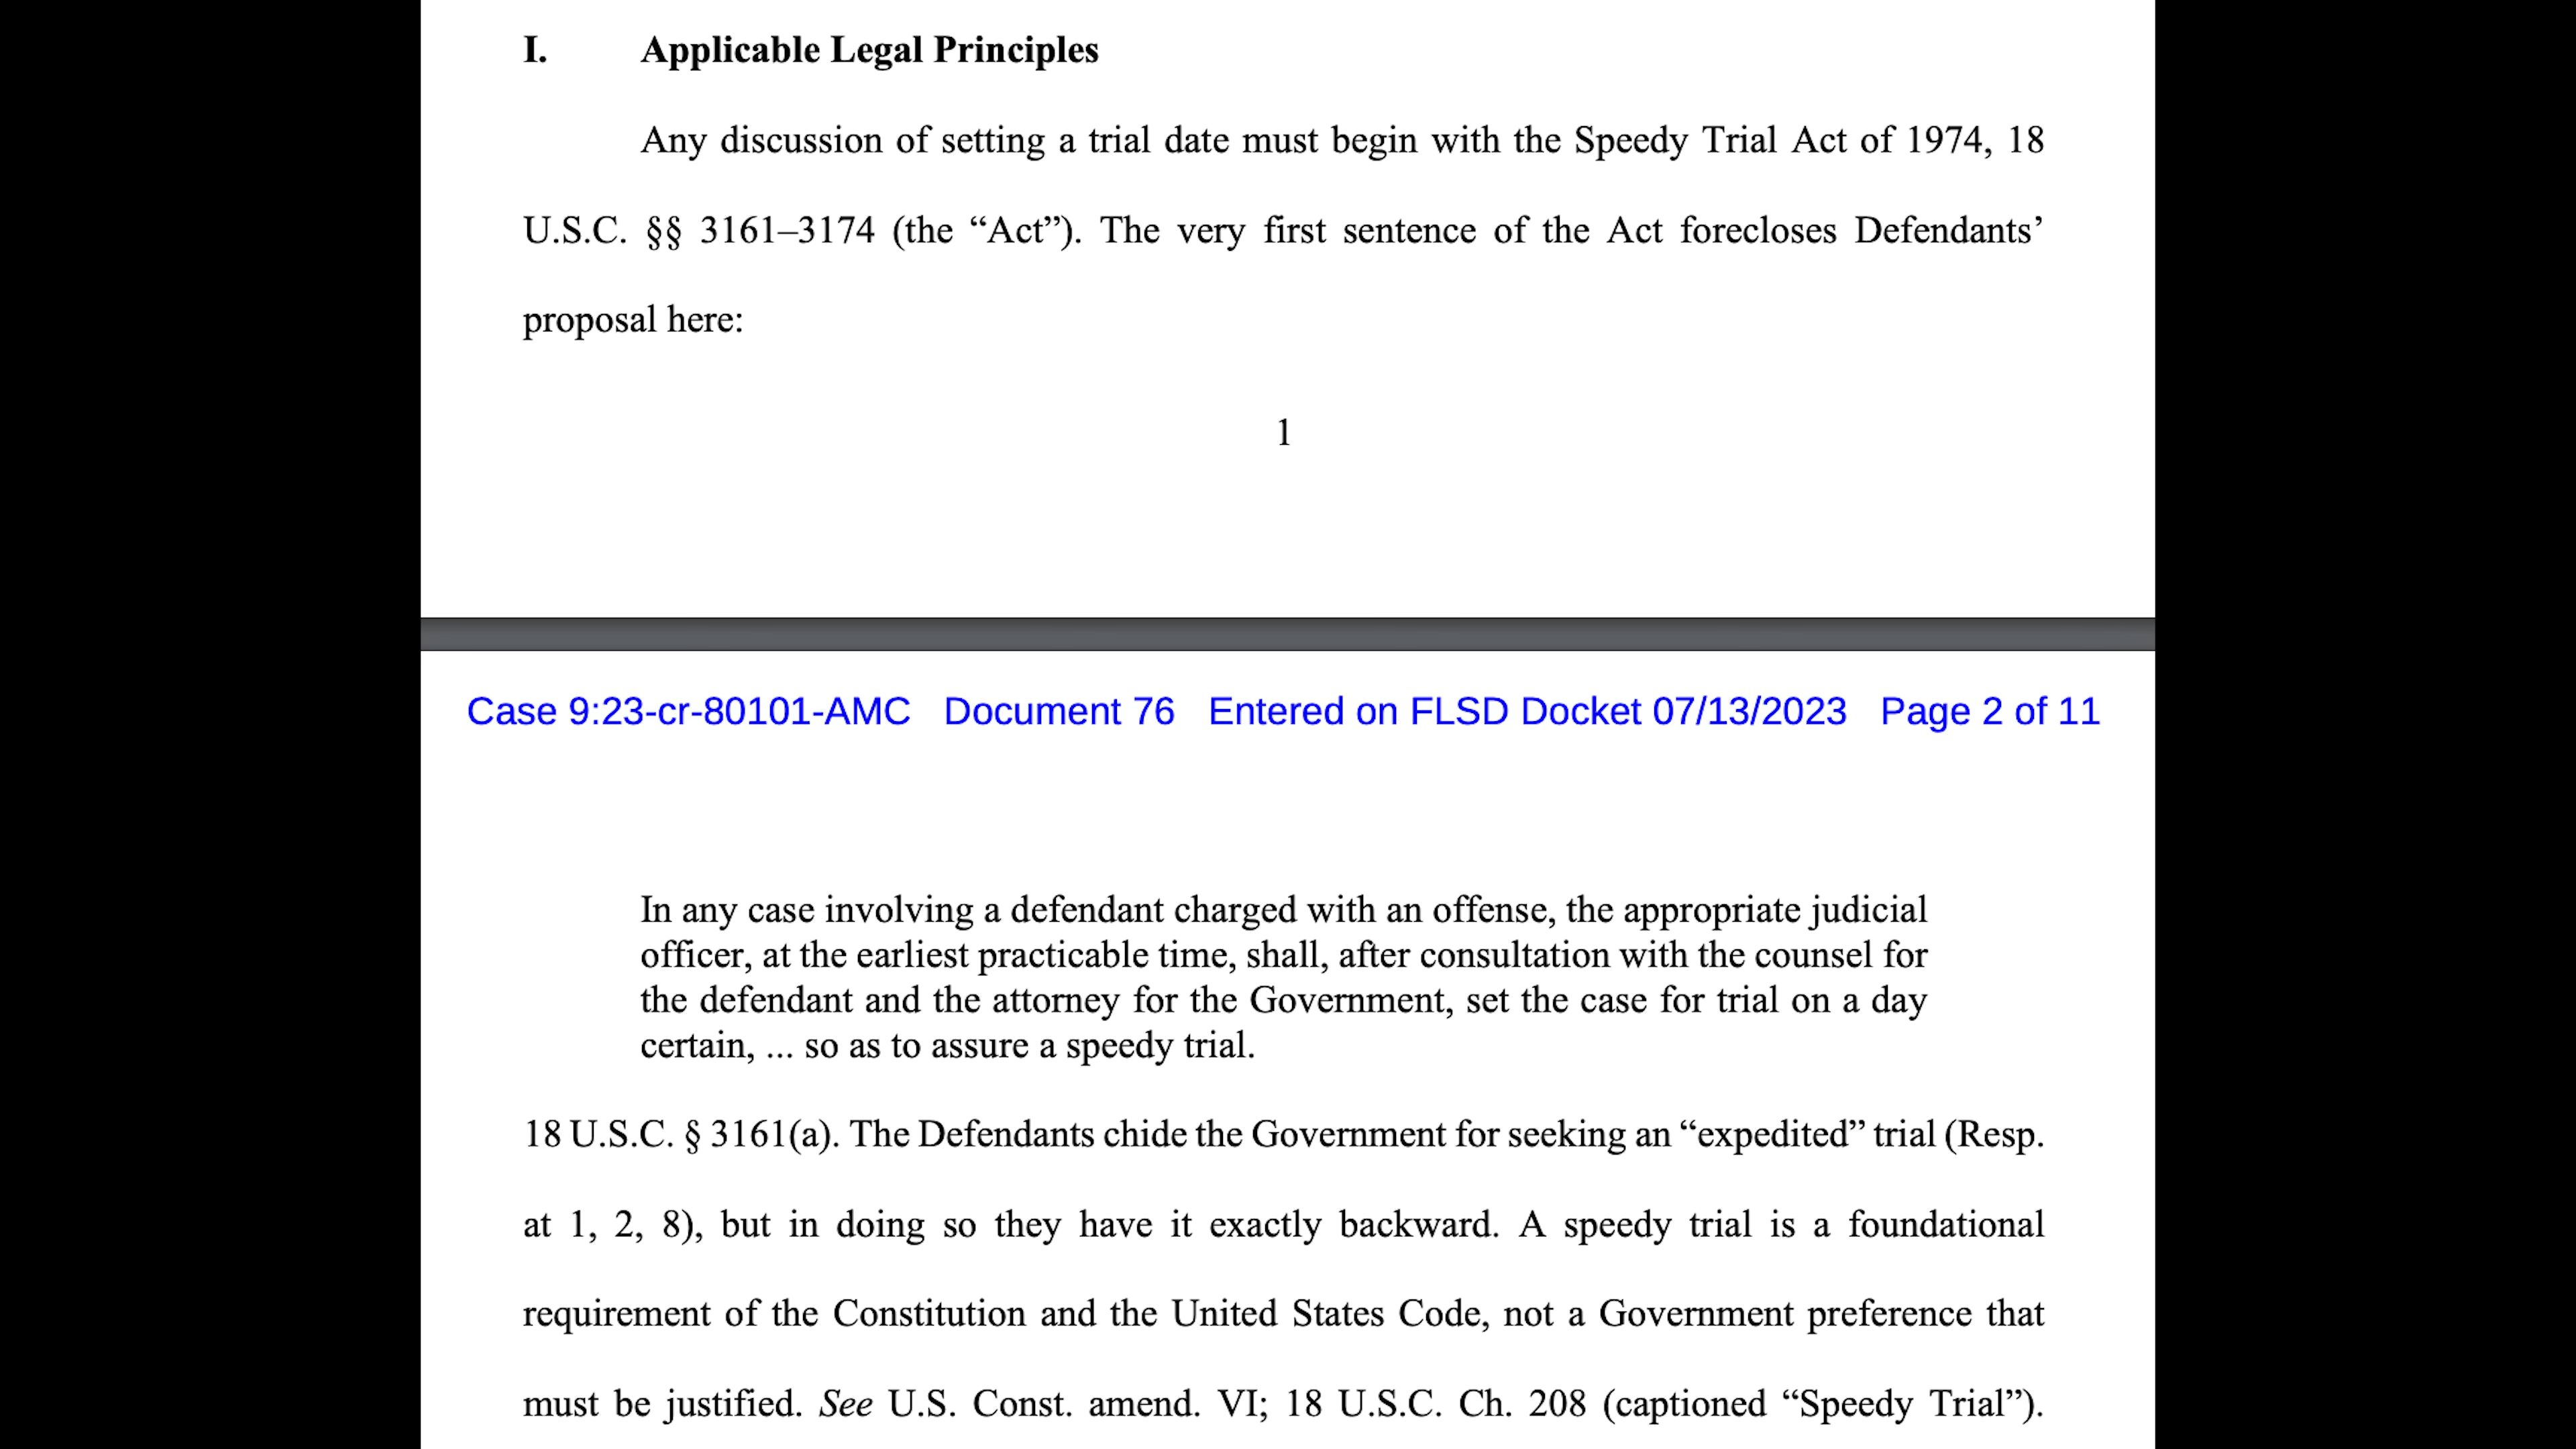 I. Applicable Legal Principles
Any discussion of setting a trial date must begin with the Speedy Trial Act of 1974, 18
U.S.C. §§ 3161–3174 (the “Act”). The very first sentence of the Act forecloses Defendants’
proposal here:
1
Case 9:23-cr-80101-AMC Document 76 Entered on FLSD Docket 07/13/2023 Page 2 of 11
In any case involving a defendant charged with an offense, the appropriate judicial
officer, at the earliest practicable time, shall, after consultation with the counsel for
the defendant and the attorney for the Government, set the case for trial on a day
certain, ... so as to assure a speedy trial.
18 U.S.C. § 3161(a). The Defendants chide the Government for seeking an “expedited” trial (Resp.
at 1, 2, 8), but in doing so they have it exactly backward. A speedy trial is a foundational
requirement of the Constitution and the United States Code, not a Government preference that
must be justified. See U.S. Const. amend. VI; 18 U.S.C. Ch. 208 (captioned “Speedy Trial”).